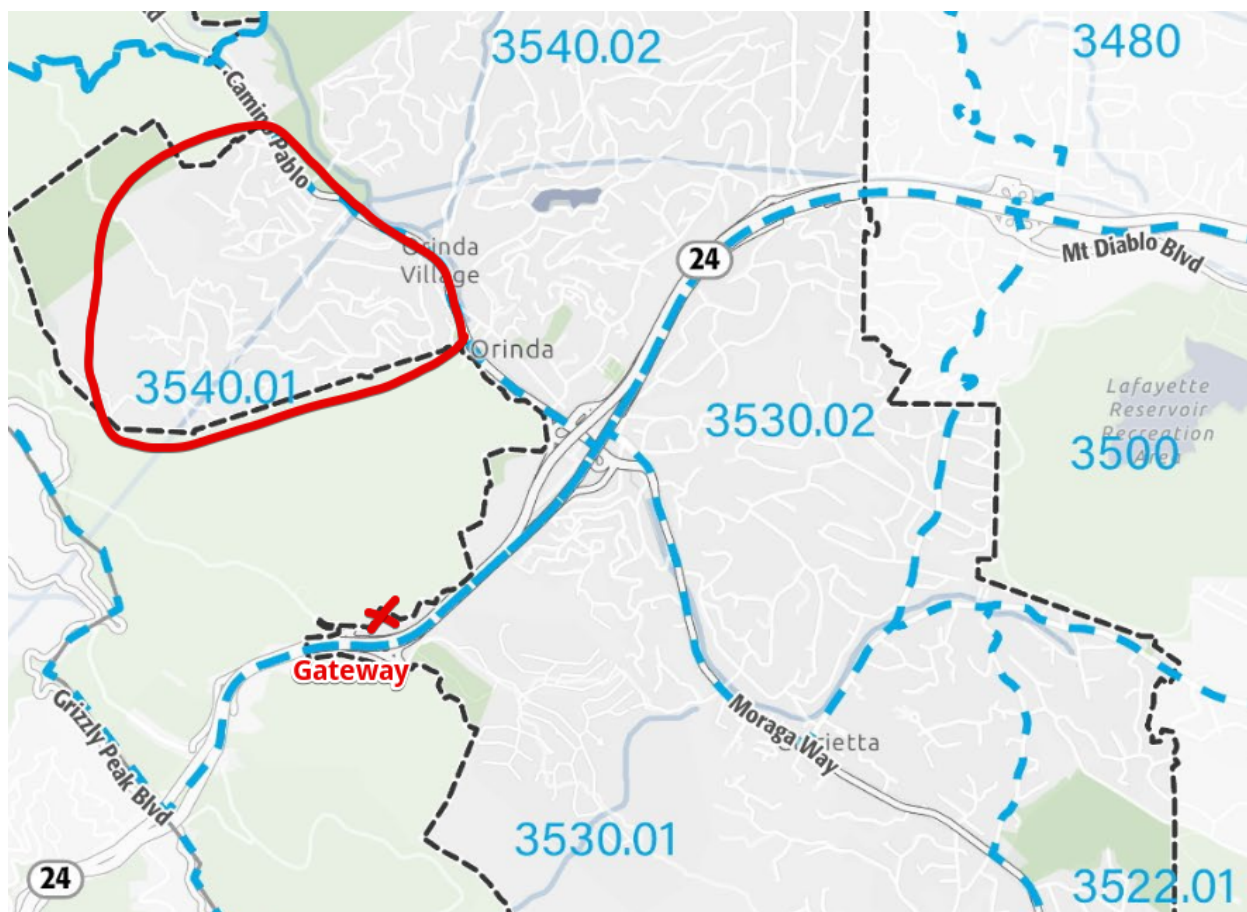 3540.02
3480
Camino Pablo
Orinda
Village
24
Mt Diablo Blvd
Orinda
3540.01
3530.02
Lafayette
Reservoir
Recreation
Area
3500
Gateway
Grizzly Peak Blvd
Moraga Way
3530.01
24
3522.01